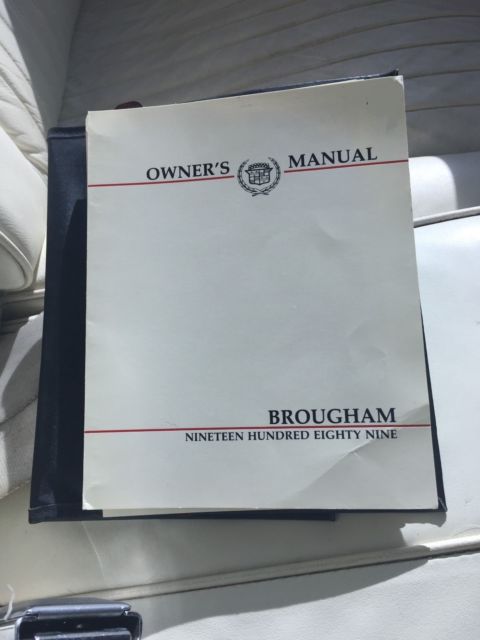 OWNER'S MANUAL
BROUGHAM
NINETEEN HUNDRED EIGHTY NINE